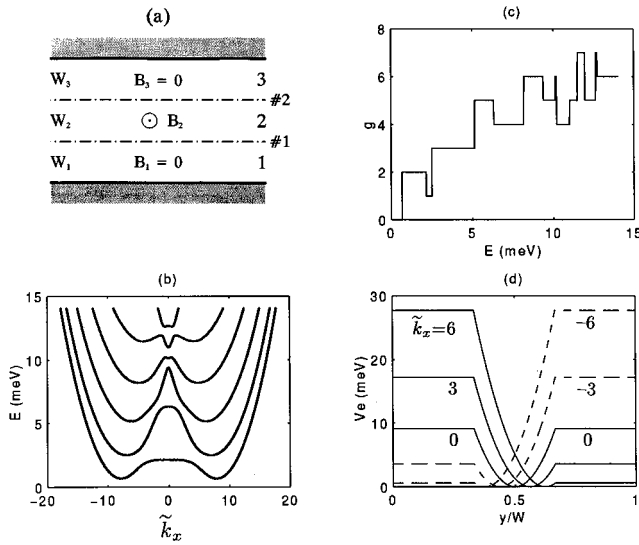 (a)
W₃ B₃ = 0 3
#2
W₂ B₂ 2
#1
W₁ B₁ = 0 1
(c)
8
6
4
2
0
g
0 5 10 15
E (meV)
(b)
15
10
5
0
E (meV)
-20 -10 0 10 20
k̃ₓ
(d)
30
20
10
0
Ve (meV)
k̃ₓ=6 -6
3 -3
0 0
0 0.5 1
y/W